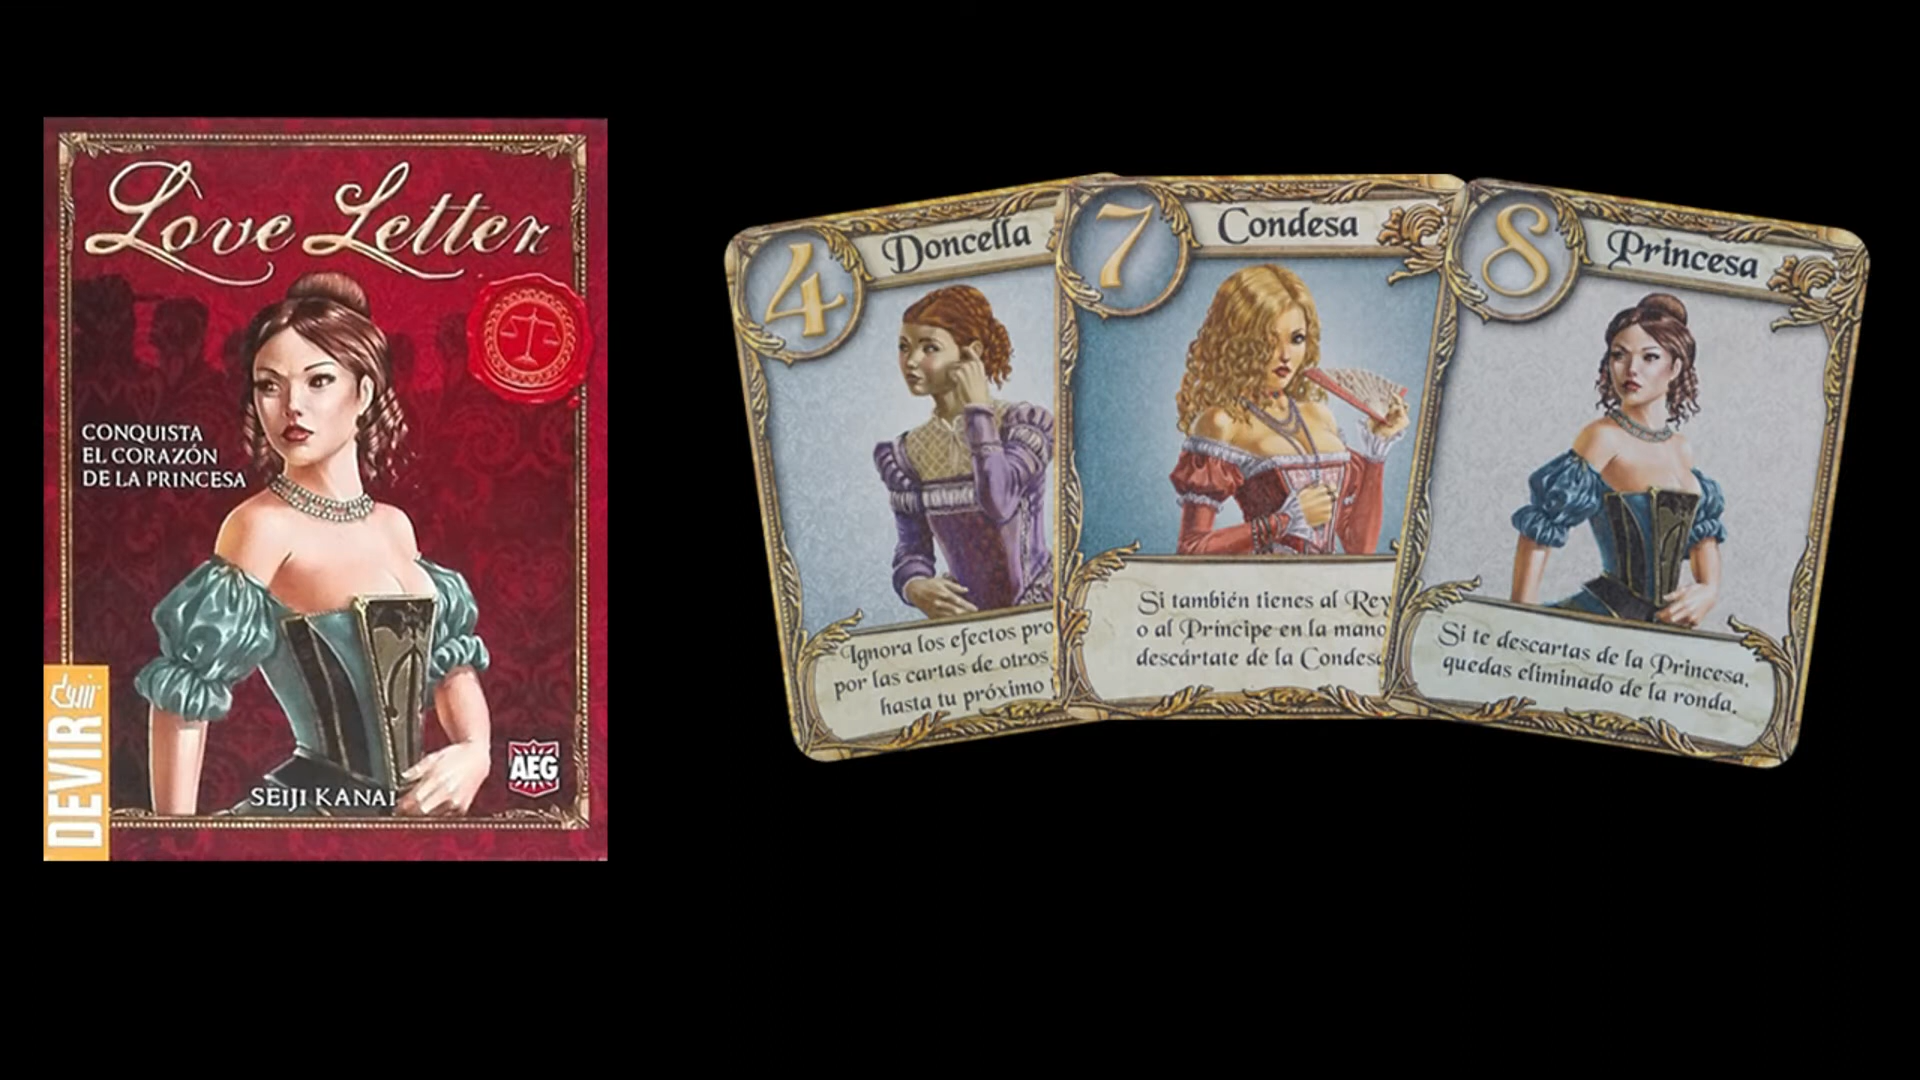 Love Letter
CONQUISTA
EL CORAZÓN
DE LA PRINCESA
DEVIR
devir
AEG
SEIJI KANAI
4
Doncella
Ignora los efectos pro
por las cartas de otros
hasta tu próximo
7
Condesa
Si también tienes al Rey
o al Príncipe en la mano
descártate de la Condesa
8
Princesa
Si te descartas de la Princesa,
quedas eliminado de la ronda.